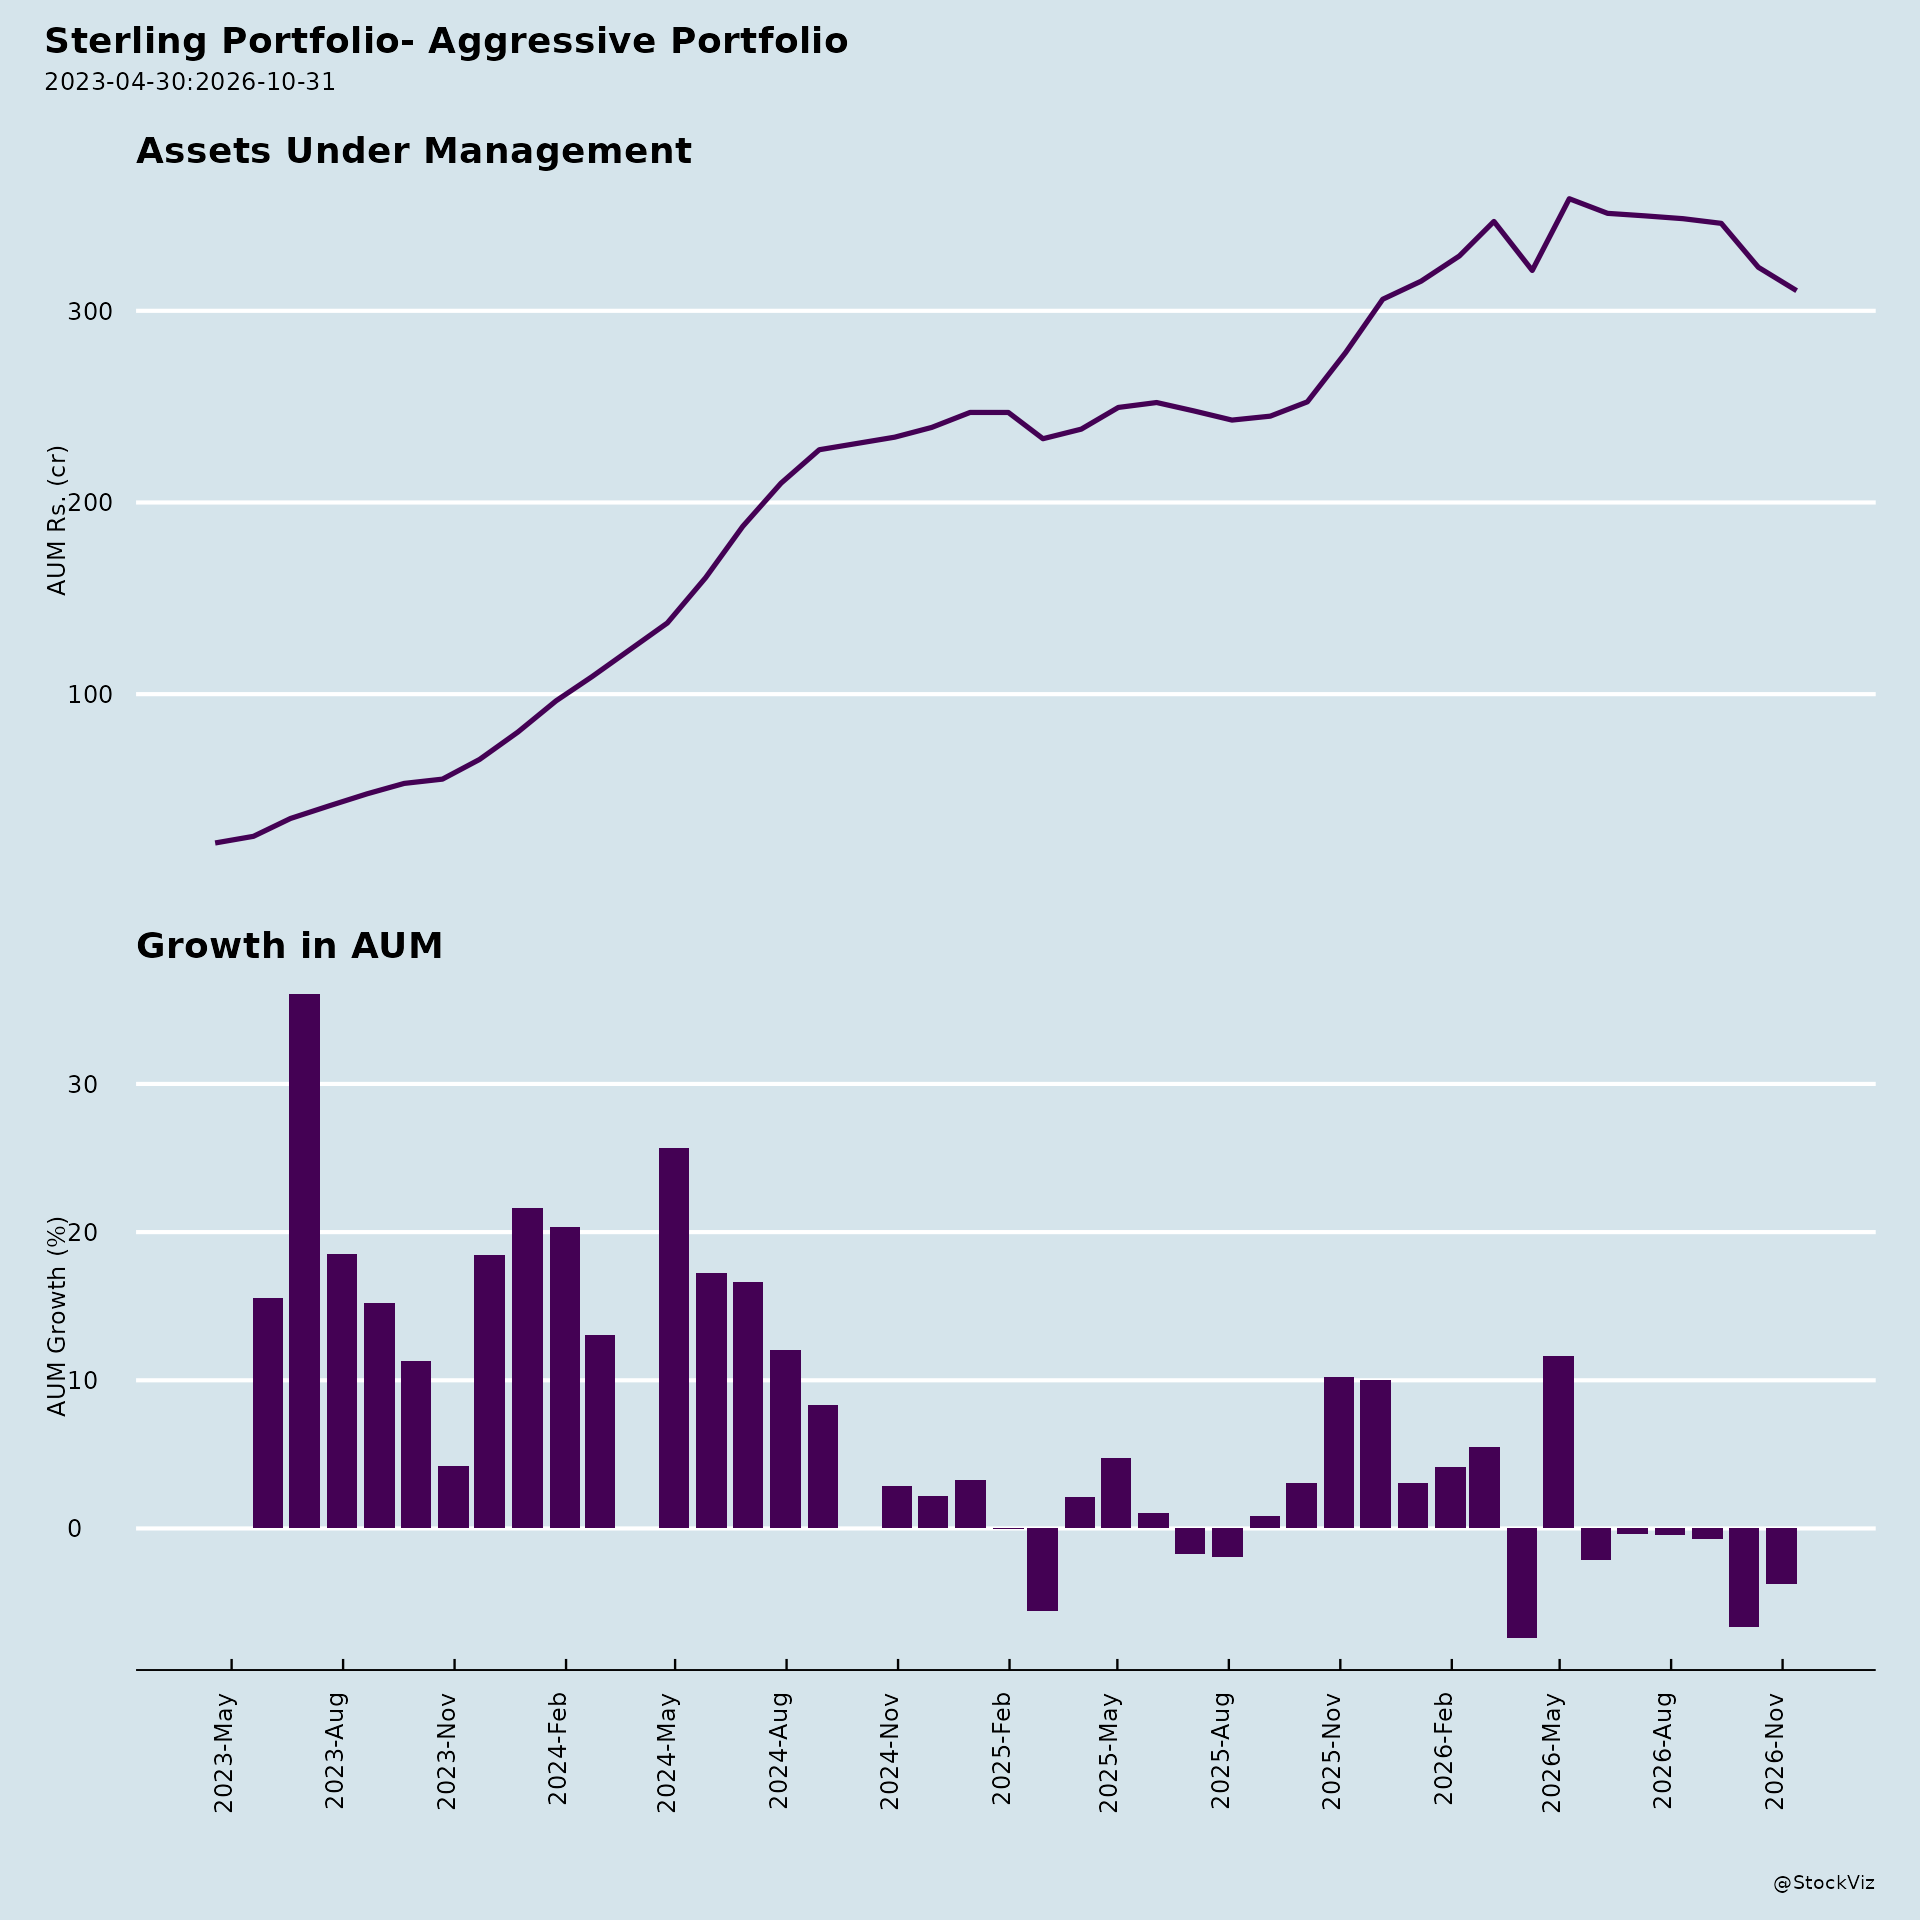 Sterling Portfolio- Aggressive Portfolio
2023-04-30:2026-10-31
Assets Under Management
AUM Rs. (cr)
300
200
100
Growth in AUM
AUM Growth (%)
30
20
10
0
2023-May
2023-Aug
2023-Nov
2024-Feb
2024-May
2024-Aug
2024-Nov
2025-Feb
2025-May
2025-Aug
2025-Nov
2026-Feb
2026-May
2026-Aug
2026-Nov
@StockViz